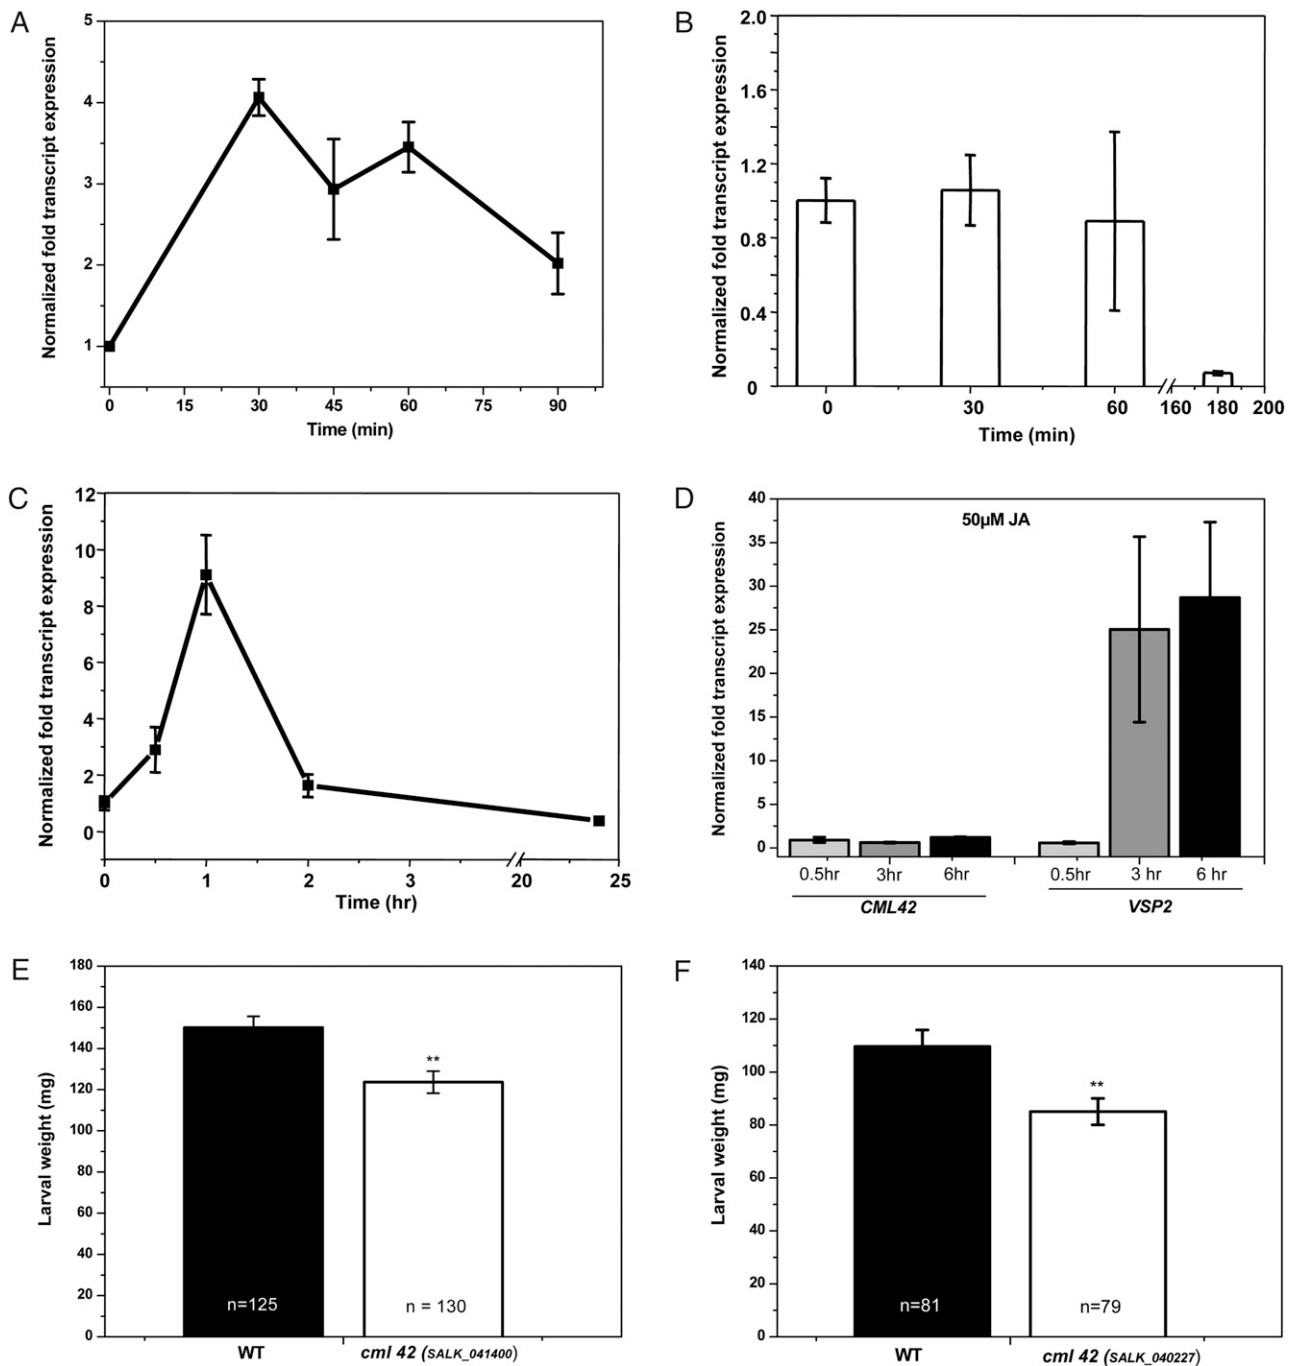 A
Normalized fold transcript expression
5
4
3
2
1
0 15 30 45 60 75 90
Time (min)
B
Normalized fold transcript expression
2.0
1.6
1.2
0.8
0.4
0
0 30 60 160 180 200
Time (min)
C
Normalized fold transcript expression
12
10
8
6
4
2
0
0 1 2 3 20 25
Time (hr)
D
Normalized fold transcript expression
40
35
30
25
20
15
10
5
0
50µM JA
0.5hr 3hr 6hr 0.5hr 3 hr 6 hr
CML42 VSP2
E
Larval weight (mg)
180
160
140
120
100
80
60
40
20
0
**
n=125 n = 130
WT cml 42 (SALK_041400)
F
Larval weight (mg)
140
120
100
80
60
40
20
0
**
n=81 n=79
WT cml 42 (SALK_040227)